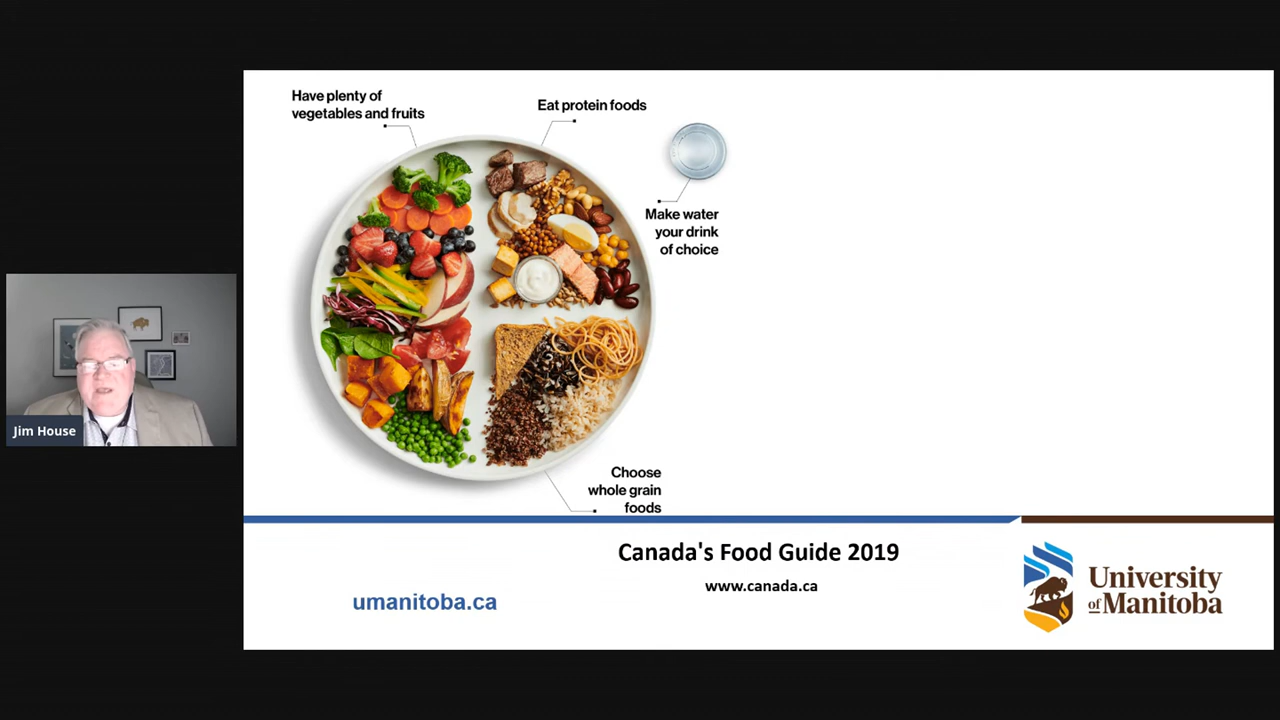 Have plenty of
vegetables and fruits
Eat protein foods
Make water
your drink
of choice
Choose
whole grain
foods
Jim House
Canada's Food Guide 2019
www.canada.ca
umanitoba.ca
University
of Manitoba